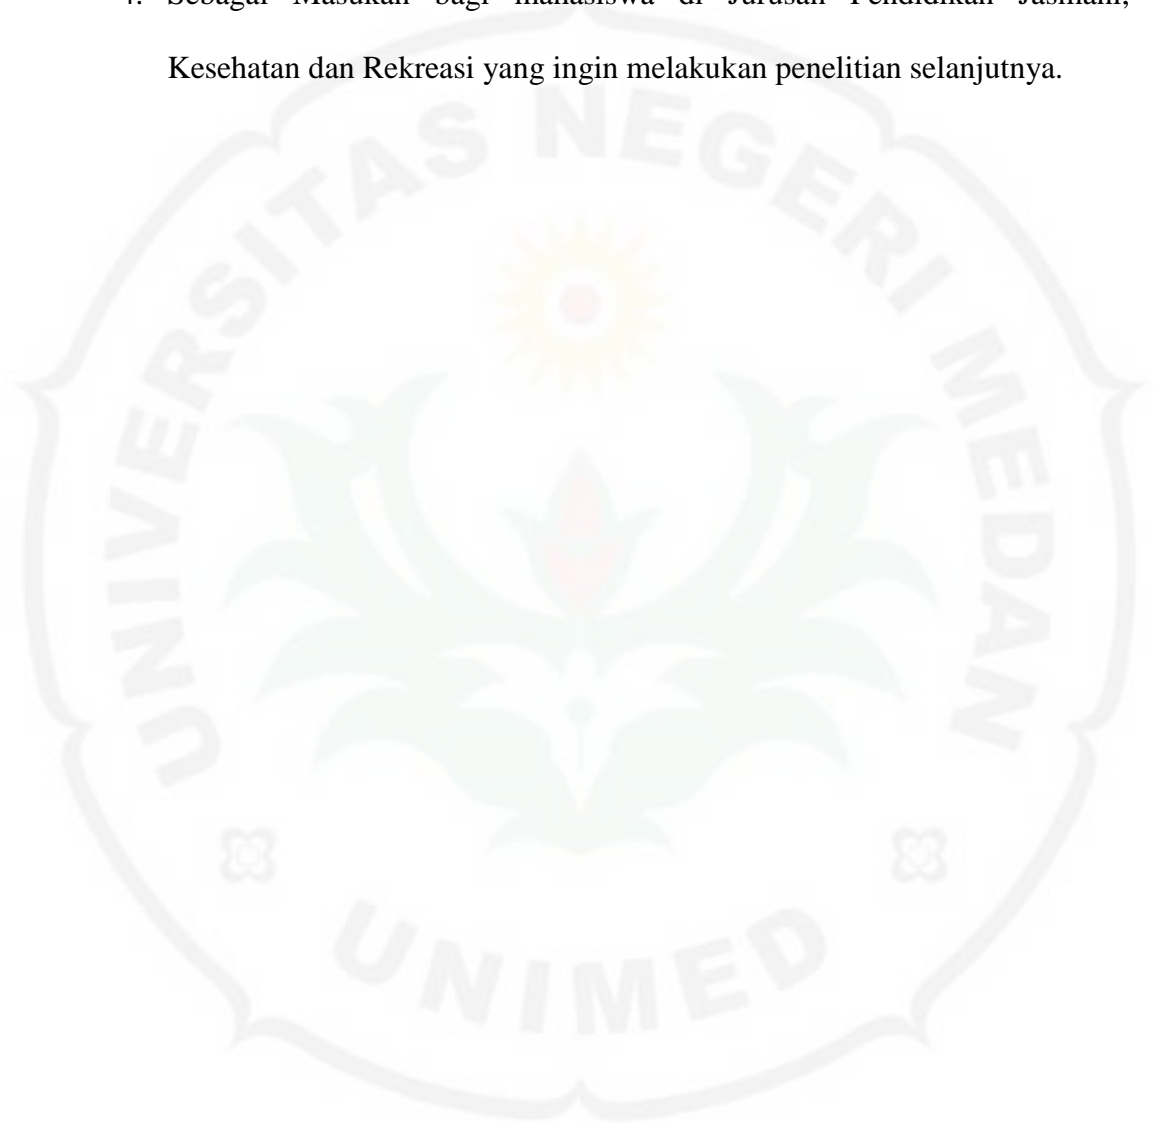 4. Sebagai Masukan bagi mahasiswa di Jurusan Pendidikan Jasmani,
Kesehatan dan Rekreasi yang ingin melakukan penelitian selanjutnya.
UNIVERSITAS NEGERI MEDAN
UNIMED